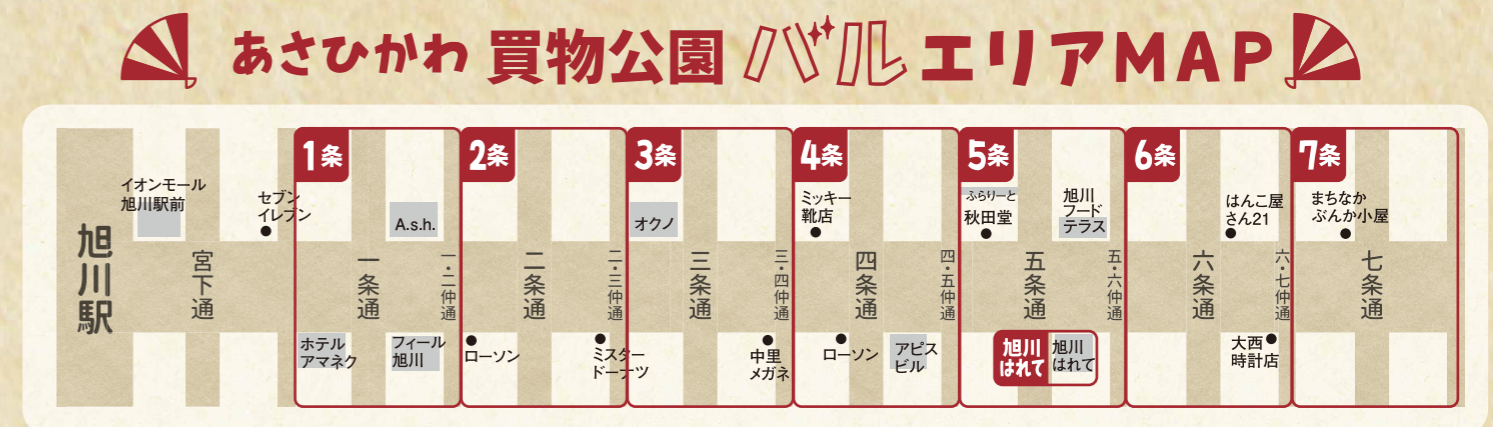 あさひかわ 買物公園 バル エリアMAP
1条
2条
3条
4条
5条
6条
7条
イオンモール
旭川駅前
セブン
イレブン
A.s.h.
オクノ
ミッキー
靴店
ふらりーと
秋田堂
旭川
フード
テラス
はんこ屋
さん21
まちなか
ぶんか小屋
旭川駅
宮下通
一条通
一・二仲通
二条通
二・三仲通
三条通
三・四仲通
四条通
四・五仲通
五条通
五・六仲通
六条通
六・七仲通
七条通
ホテル
アマネク
フィール
旭川
ローソン
ミスター
ドーナツ
中里
メガネ
ローソン
アピス
ビル
旭川
はれて
旭川
はれて
大西
時計店